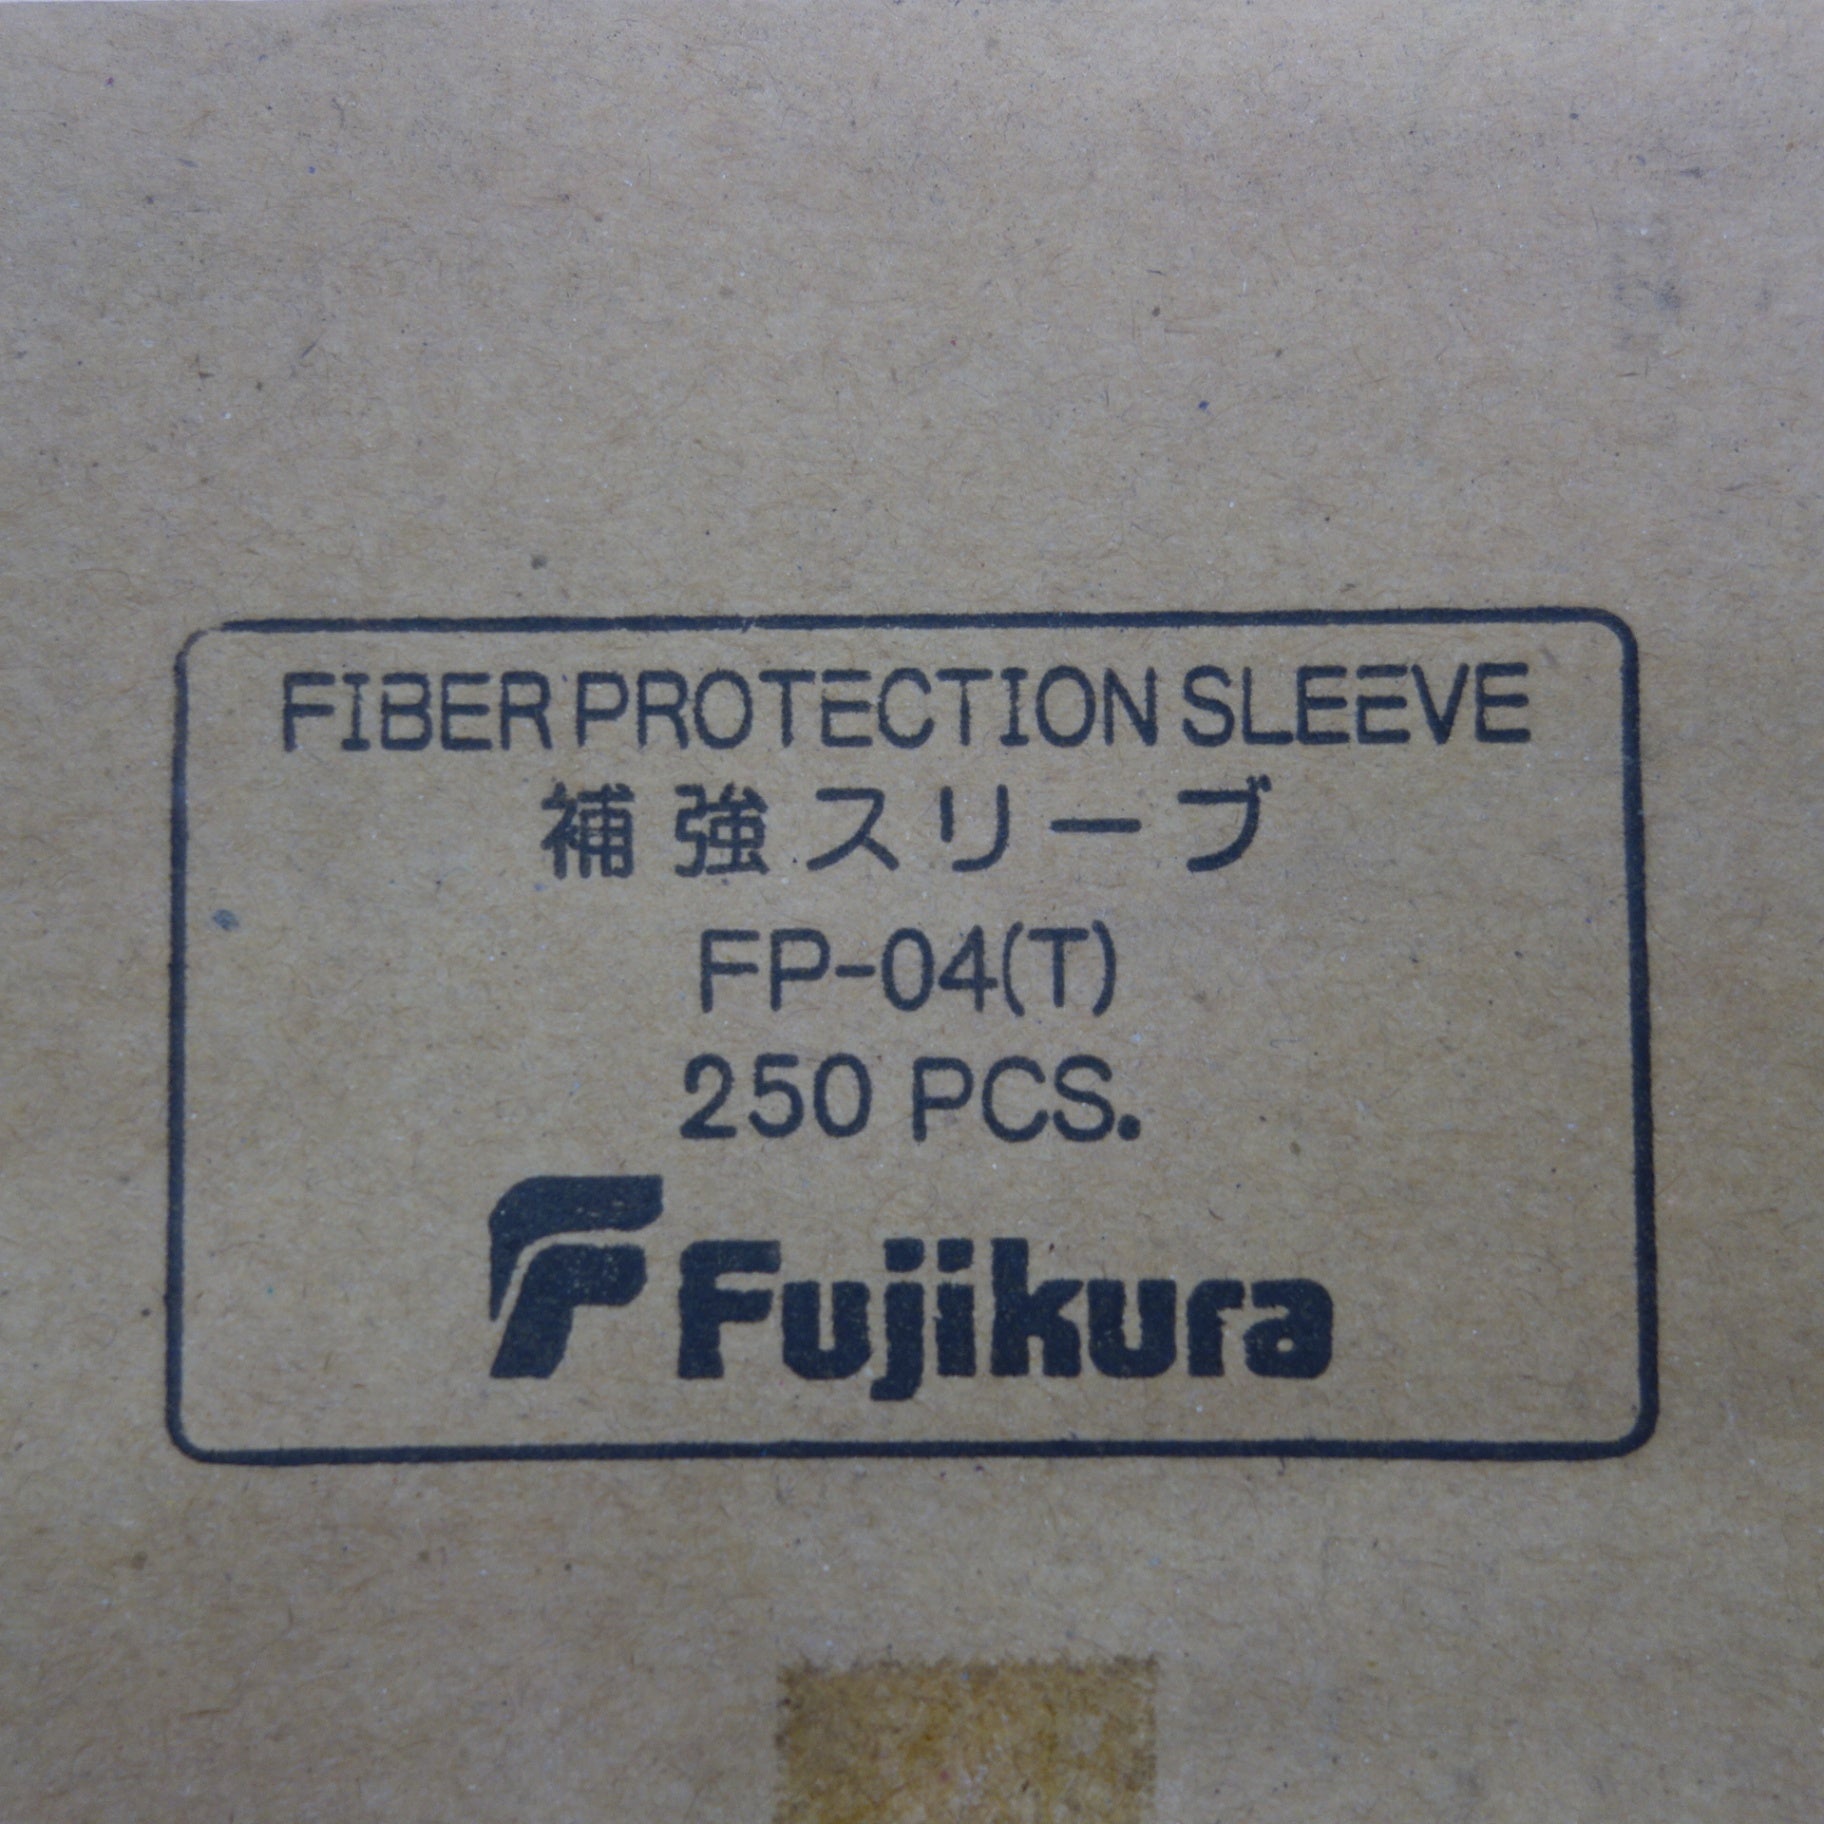 FIBER PROTECTION SLEEVE
補強スリーブ
FP-04(T)
250 PCS.
Fujikura